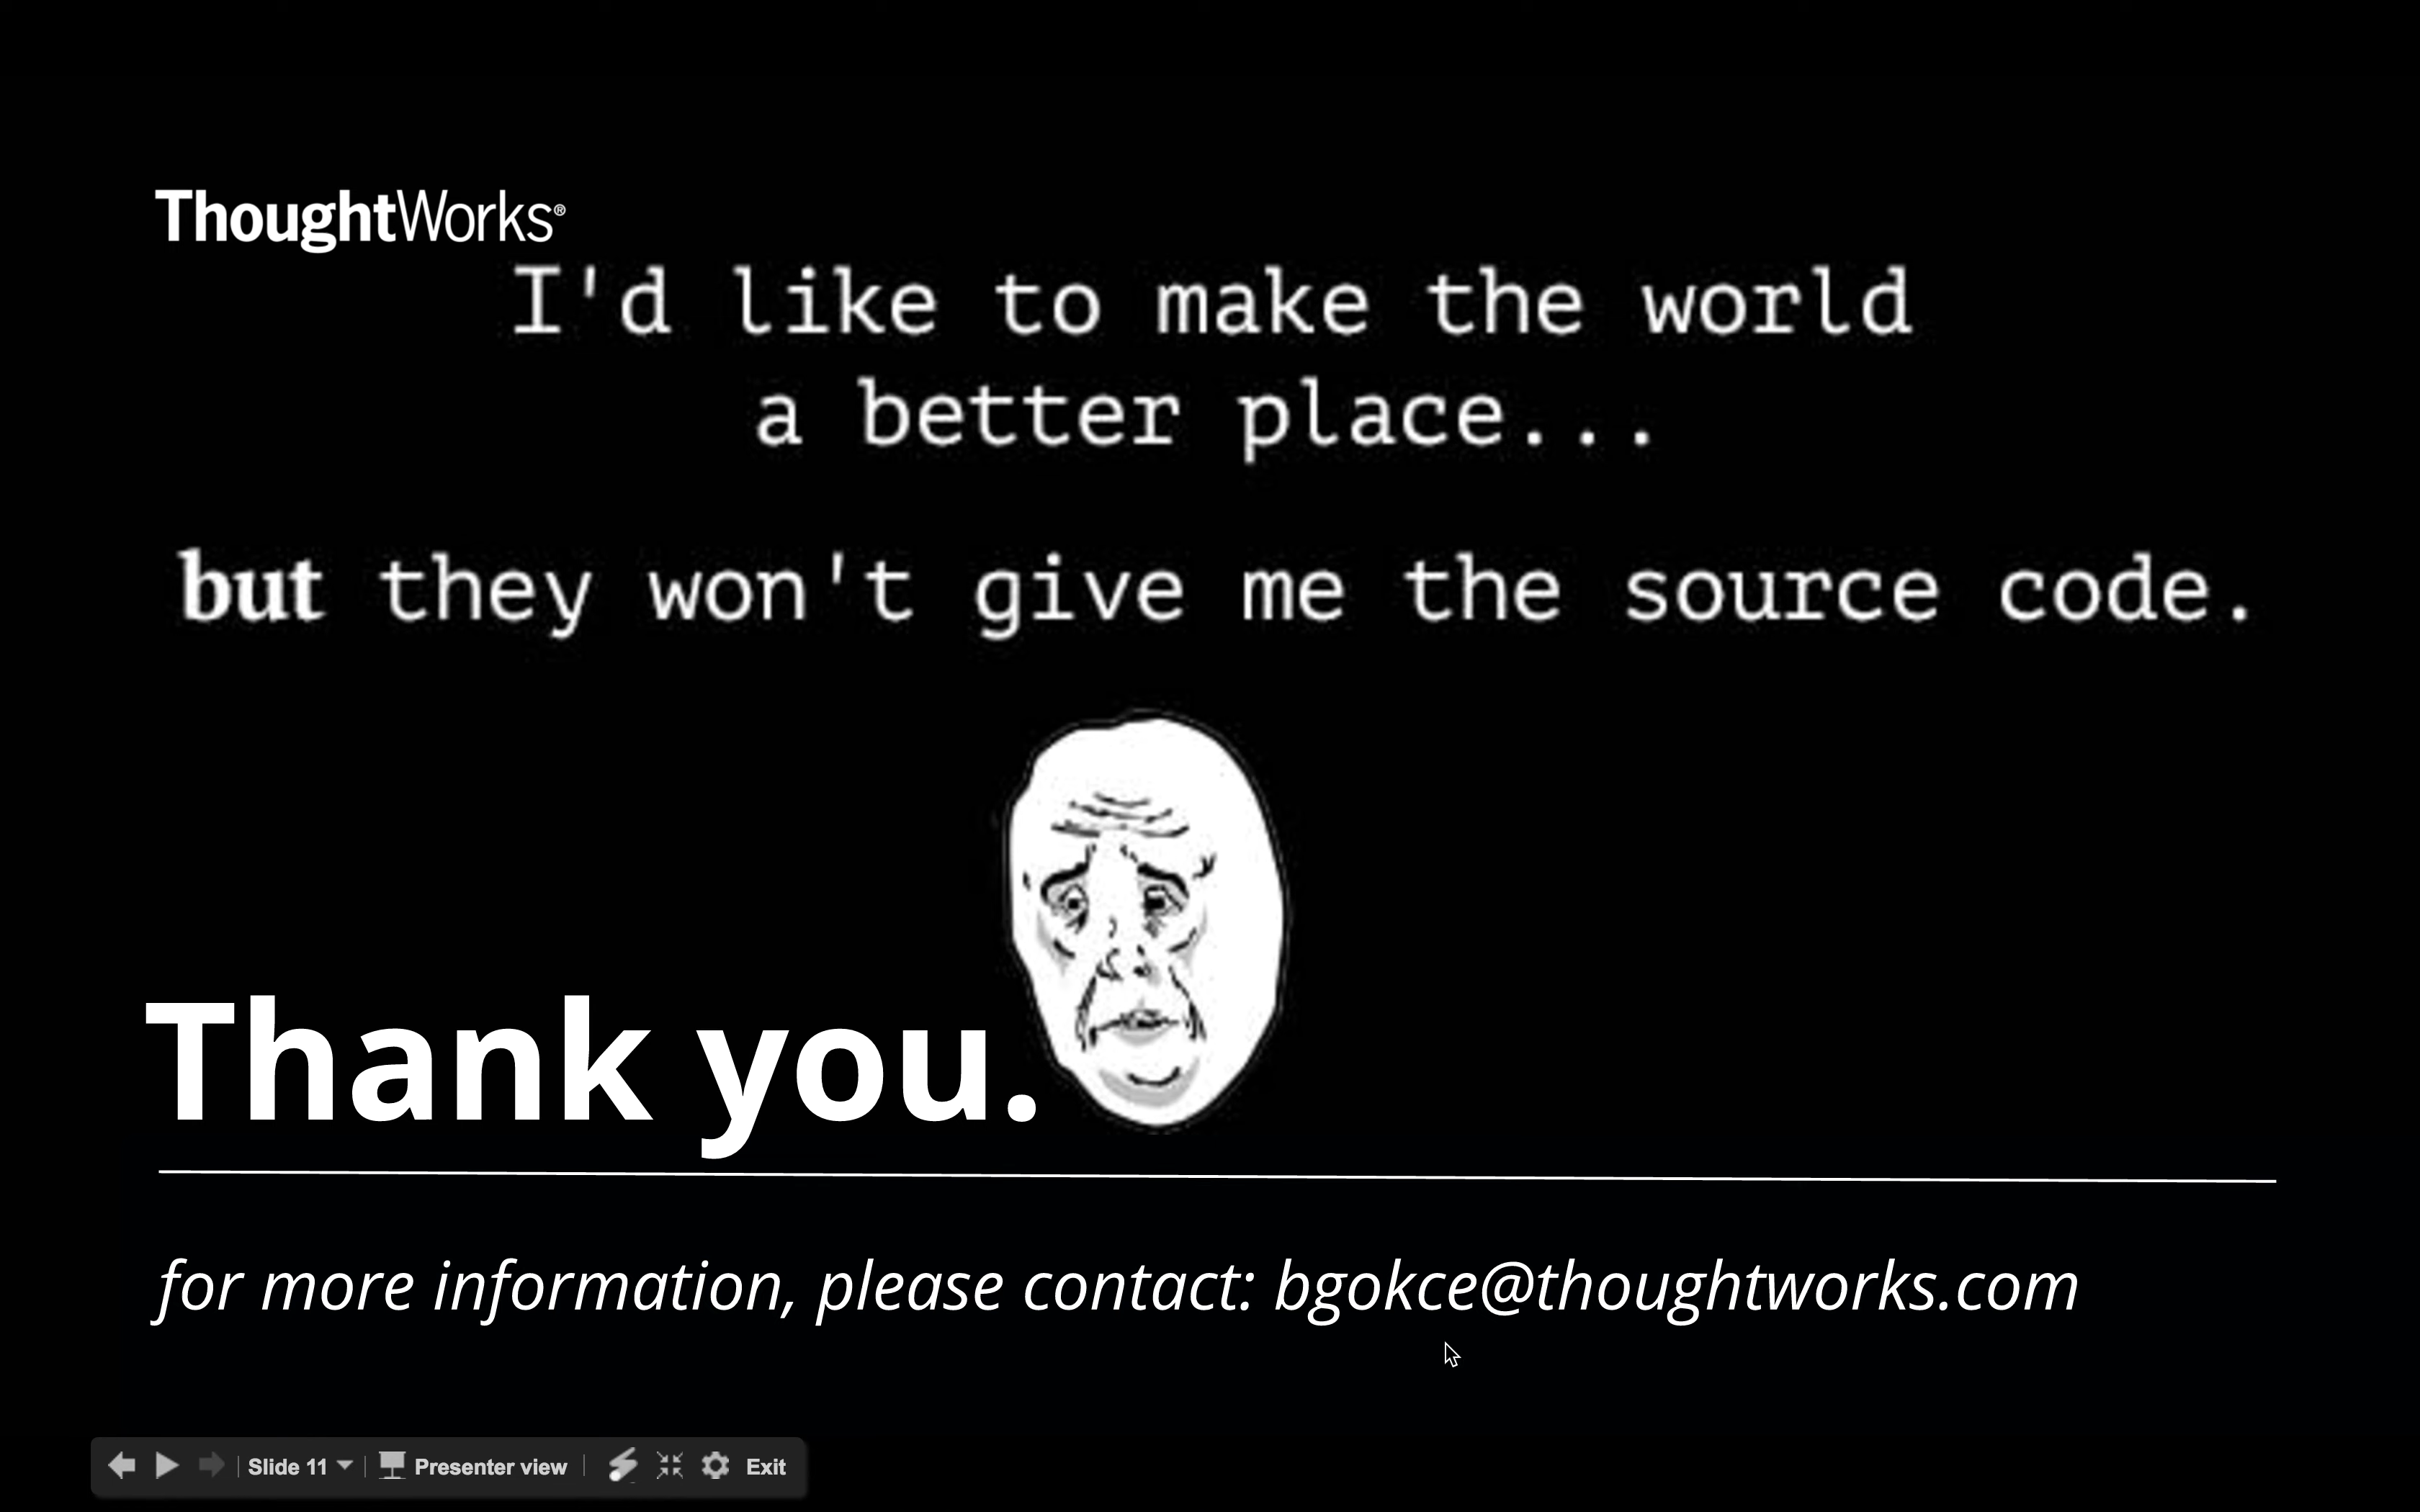 ThoughtWorks®
I'd like to make the world
a better place...
but they won't give me the source code.
Thank you.
for more information, please contact: bgokce@thoughtworks.com
Slide 11 Presenter view Exit